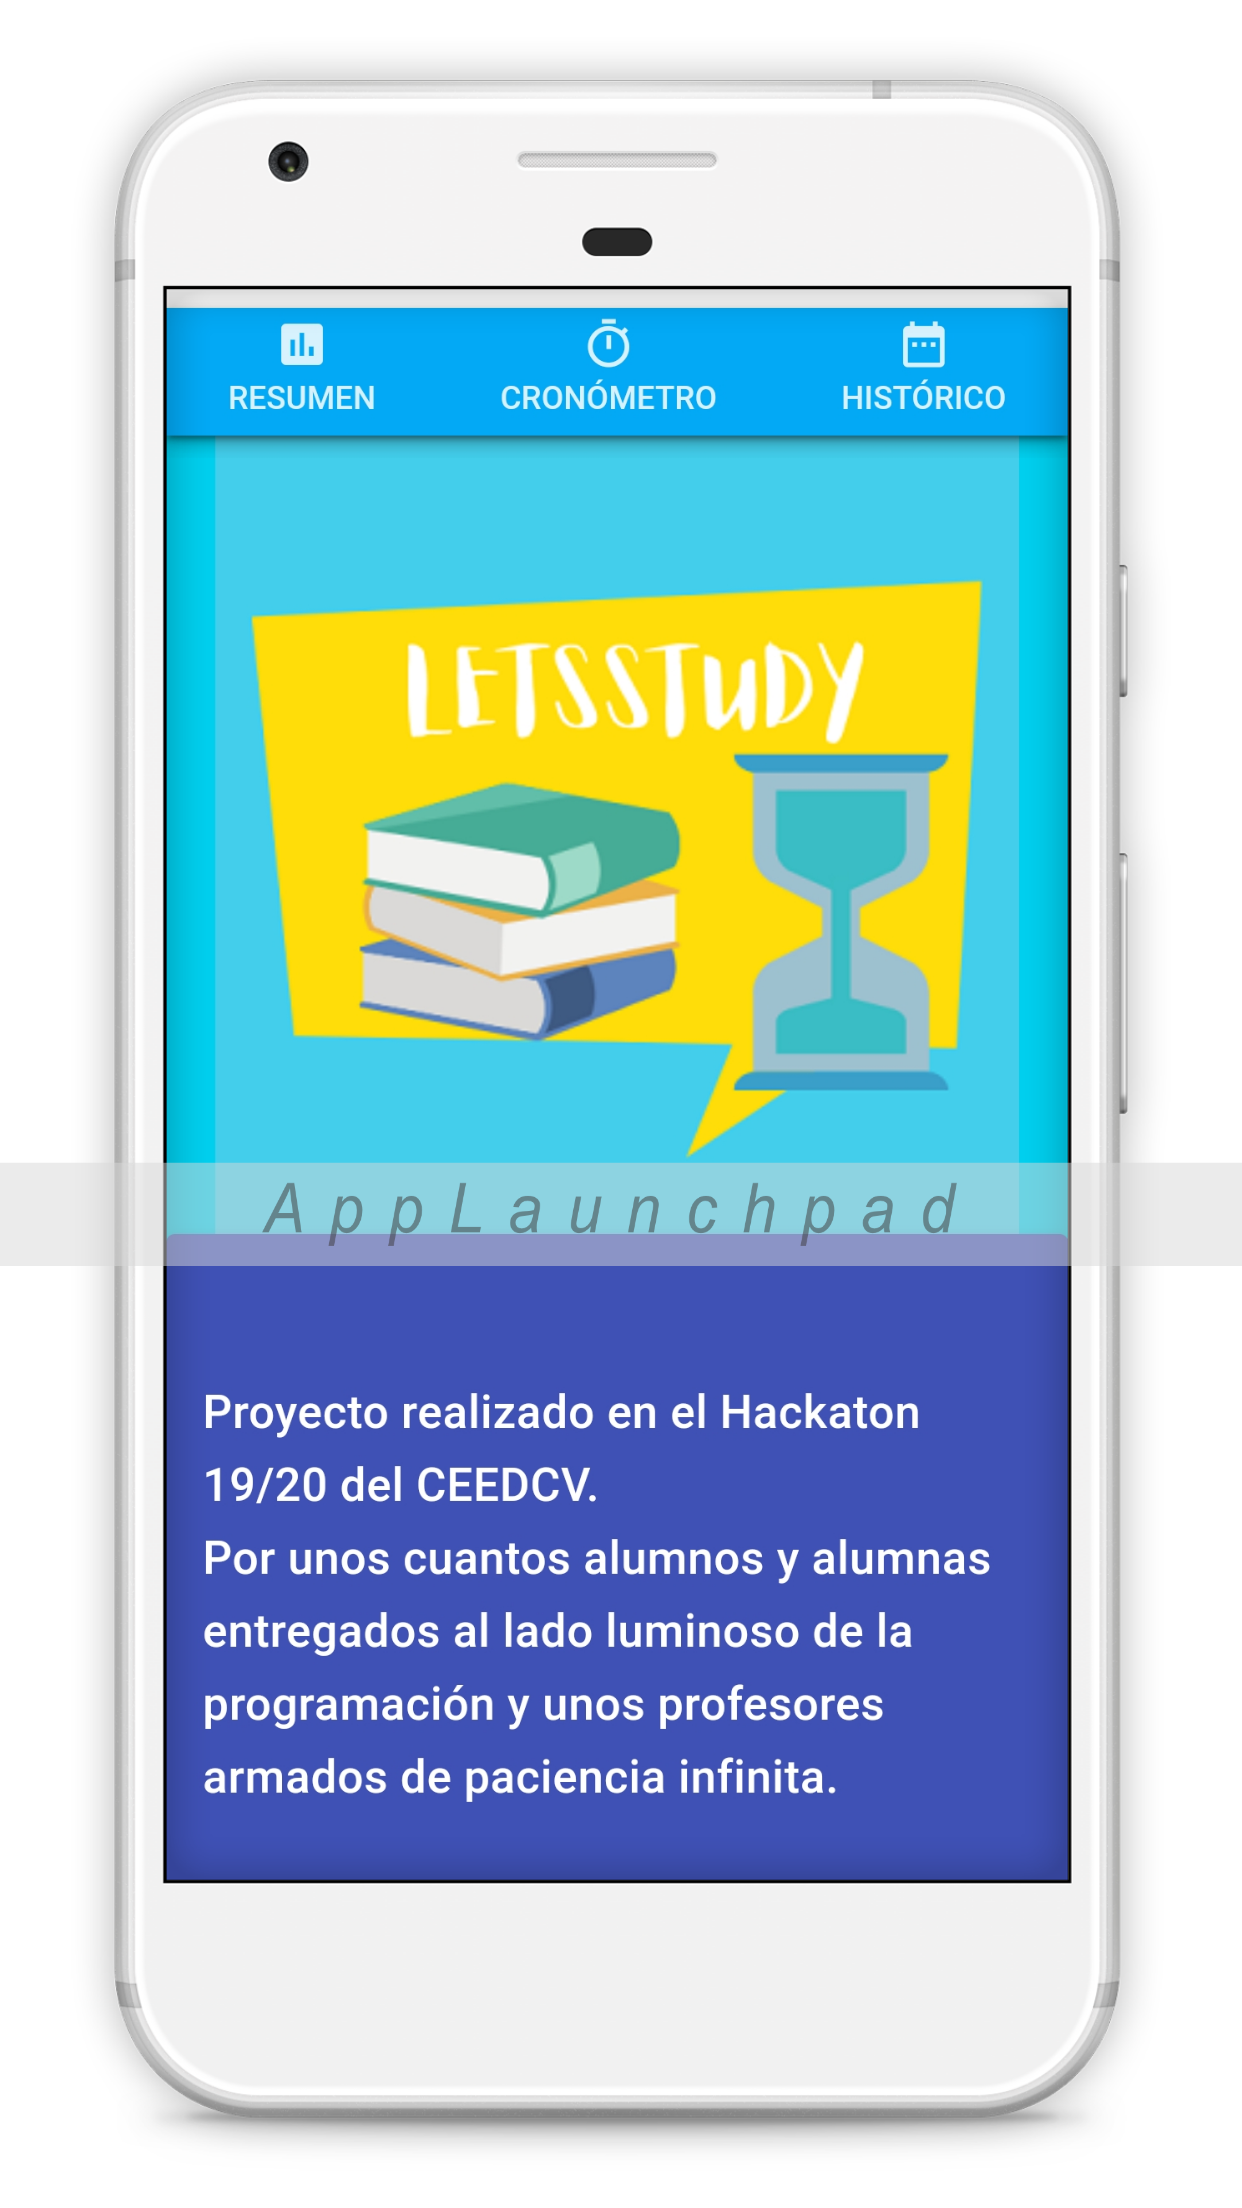 RESUMEN
CRONÓMETRO
HISTÓRICO
LETSSTUDY
AppLaunchpad
Proyecto realizado en el Hackaton
19/20 del CEEDCV.
Por unos cuantos alumnos y alumnas
entregados al lado luminoso de la
programación y unos profesores
armados de paciencia infinita.